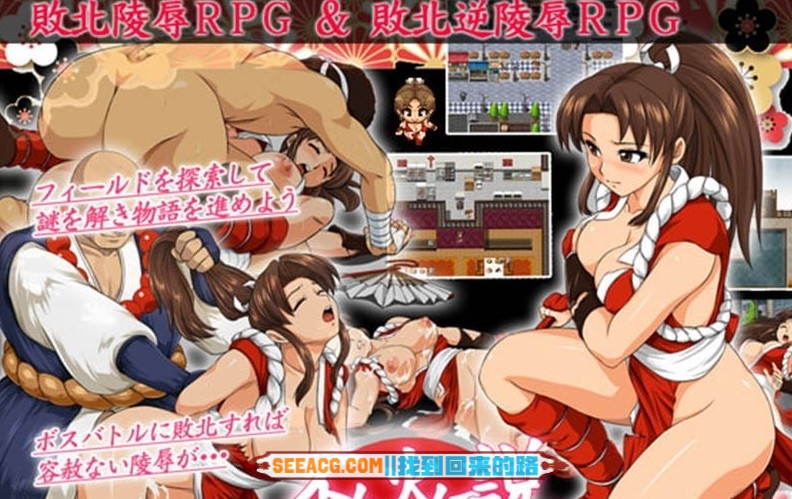 敗北陵辱RPG & 敗北逆陵辱RPG
フィールドを探索して
謎を解き物語を進めよう
ボスバトルに敗北すれば
容赦ない陵辱が・・・
SEEACG.COM||找到回来的路